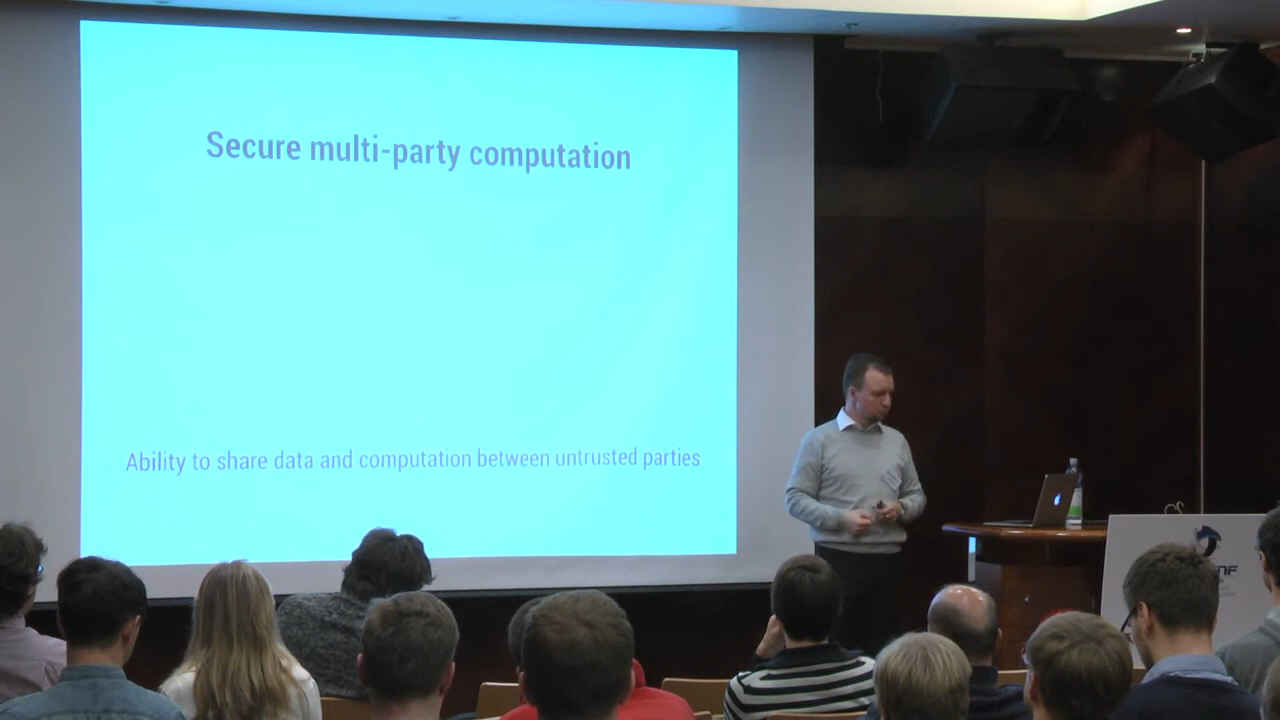 Secure multi-party computation
Ability to share data and computation between untrusted parties